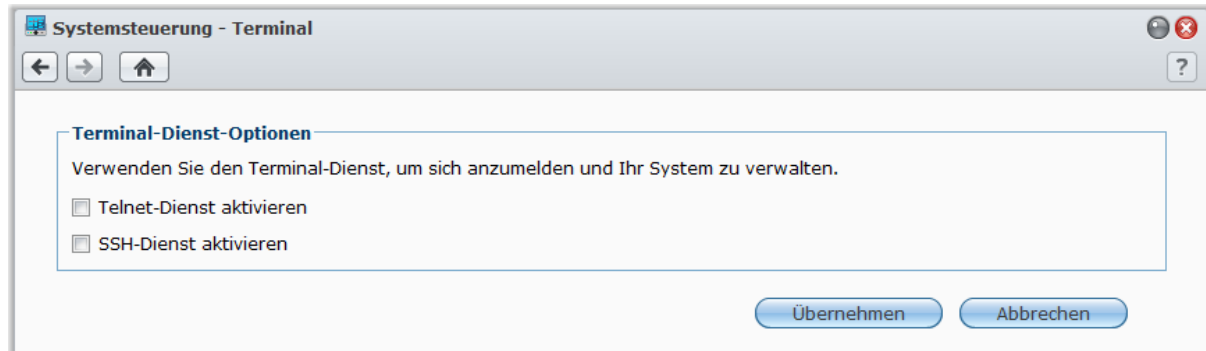 Systemsteuerung - Terminal
?
Terminal-Dienst-Optionen
Verwenden Sie den Terminal-Dienst, um sich anzumelden und Ihr System zu verwalten.
Telnet-Dienst aktivieren
SSH-Dienst aktivieren
Übernehmen Abbrechen